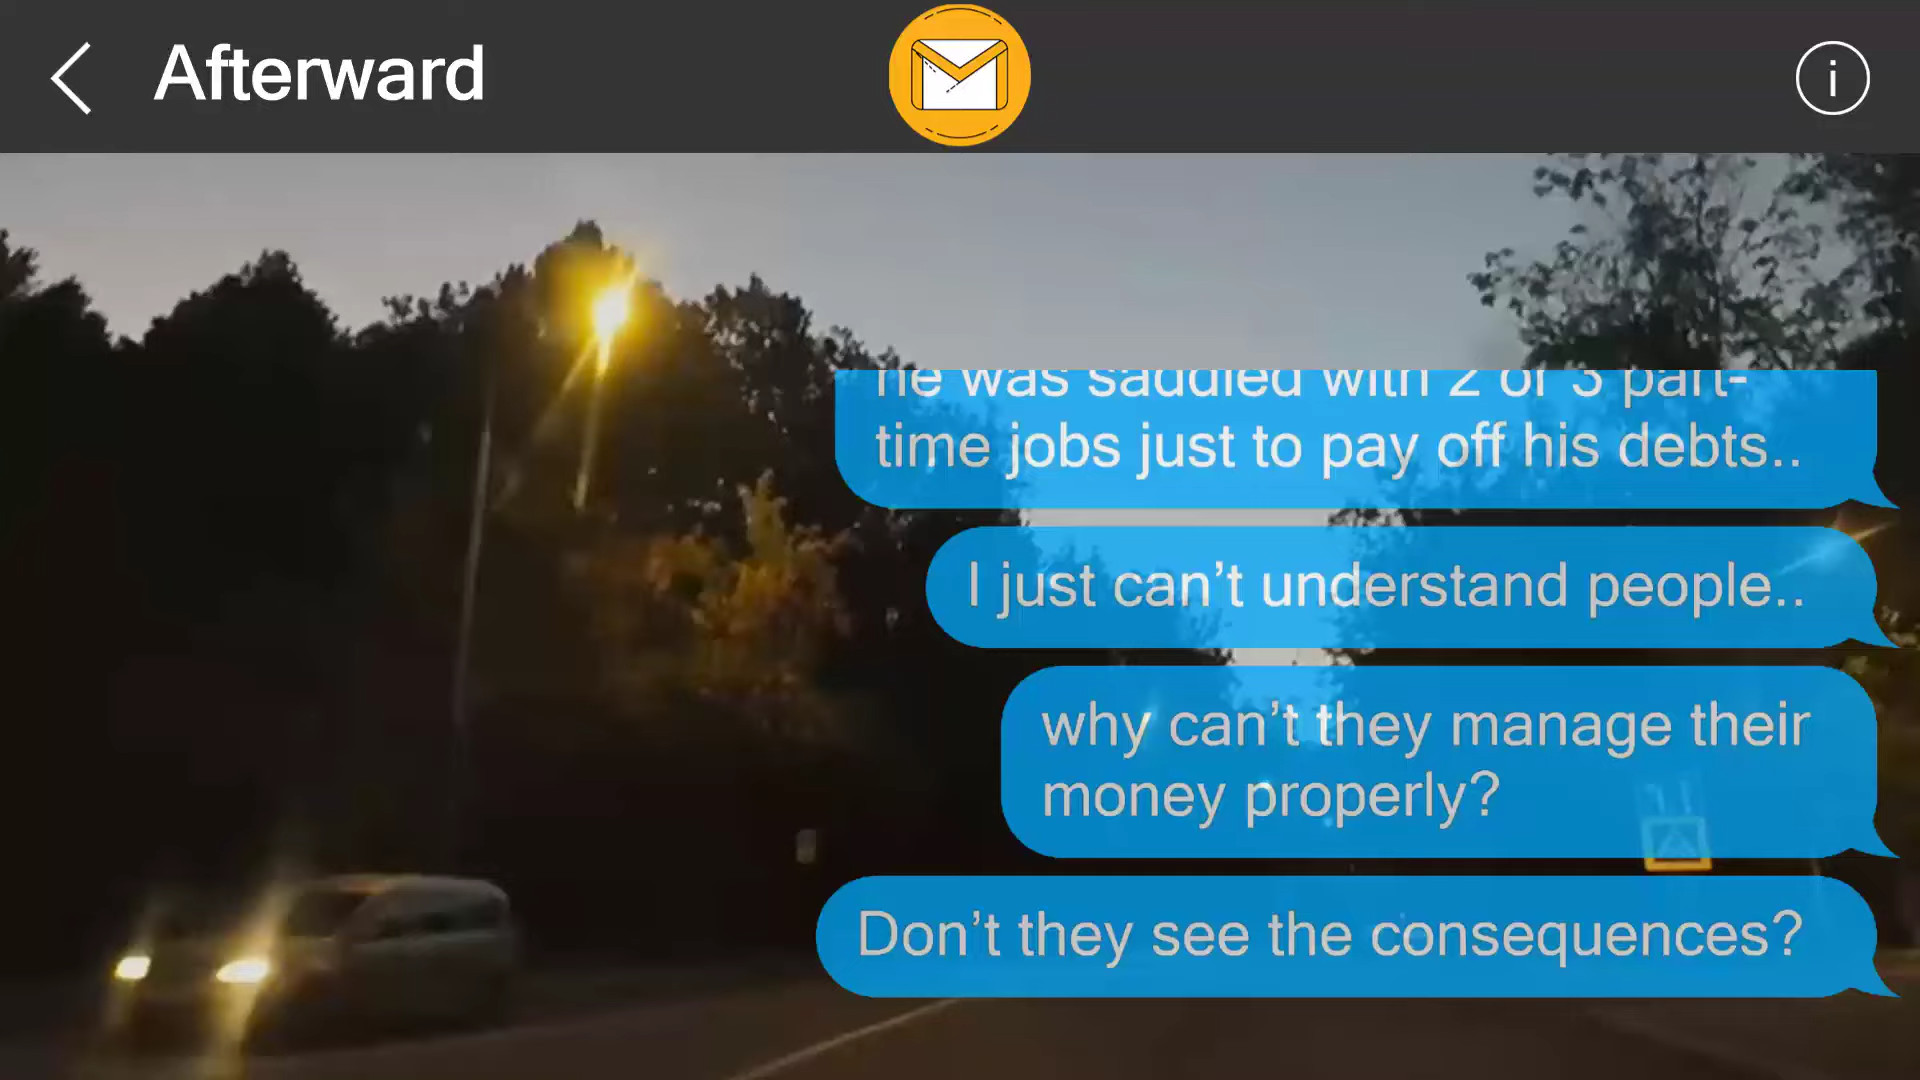 Afterward
i
he was saddled with 2 or 3 part-
time jobs just to pay off his debts..
I just can’t understand people..
why can’t they manage their
money properly?
Don’t they see the consequences?